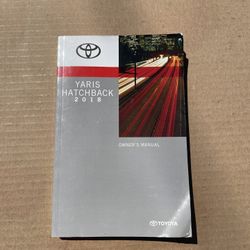 YARIS
HATCHBACK
2018
OWNER'S MANUAL
TOYOTA